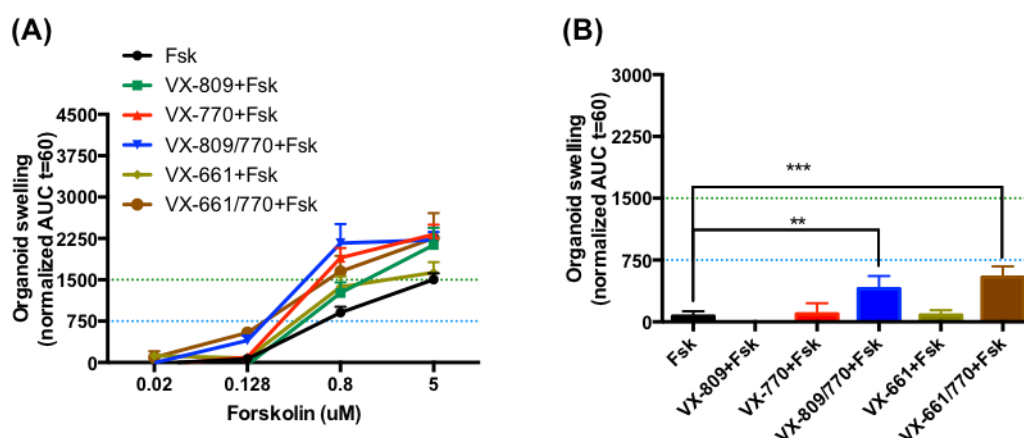 (A)
Fsk
VX-809+Fsk
VX-770+Fsk
VX-809/770+Fsk
VX-661+Fsk
VX-661/770+Fsk
Organoid swelling
(normalized AUC t=60)
4500
3750
3000
2250
1500
750
0
0.02
0.128
0.8
5
Forskolin (uM)
(B)
Organoid swelling
(normalized AUC t=60)
3000
2250
1500
750
0
***
**
Fsk
VX-809+Fsk
VX-770+Fsk
VX-809/770+Fsk
VX-661+Fsk
VX-661/770+Fsk